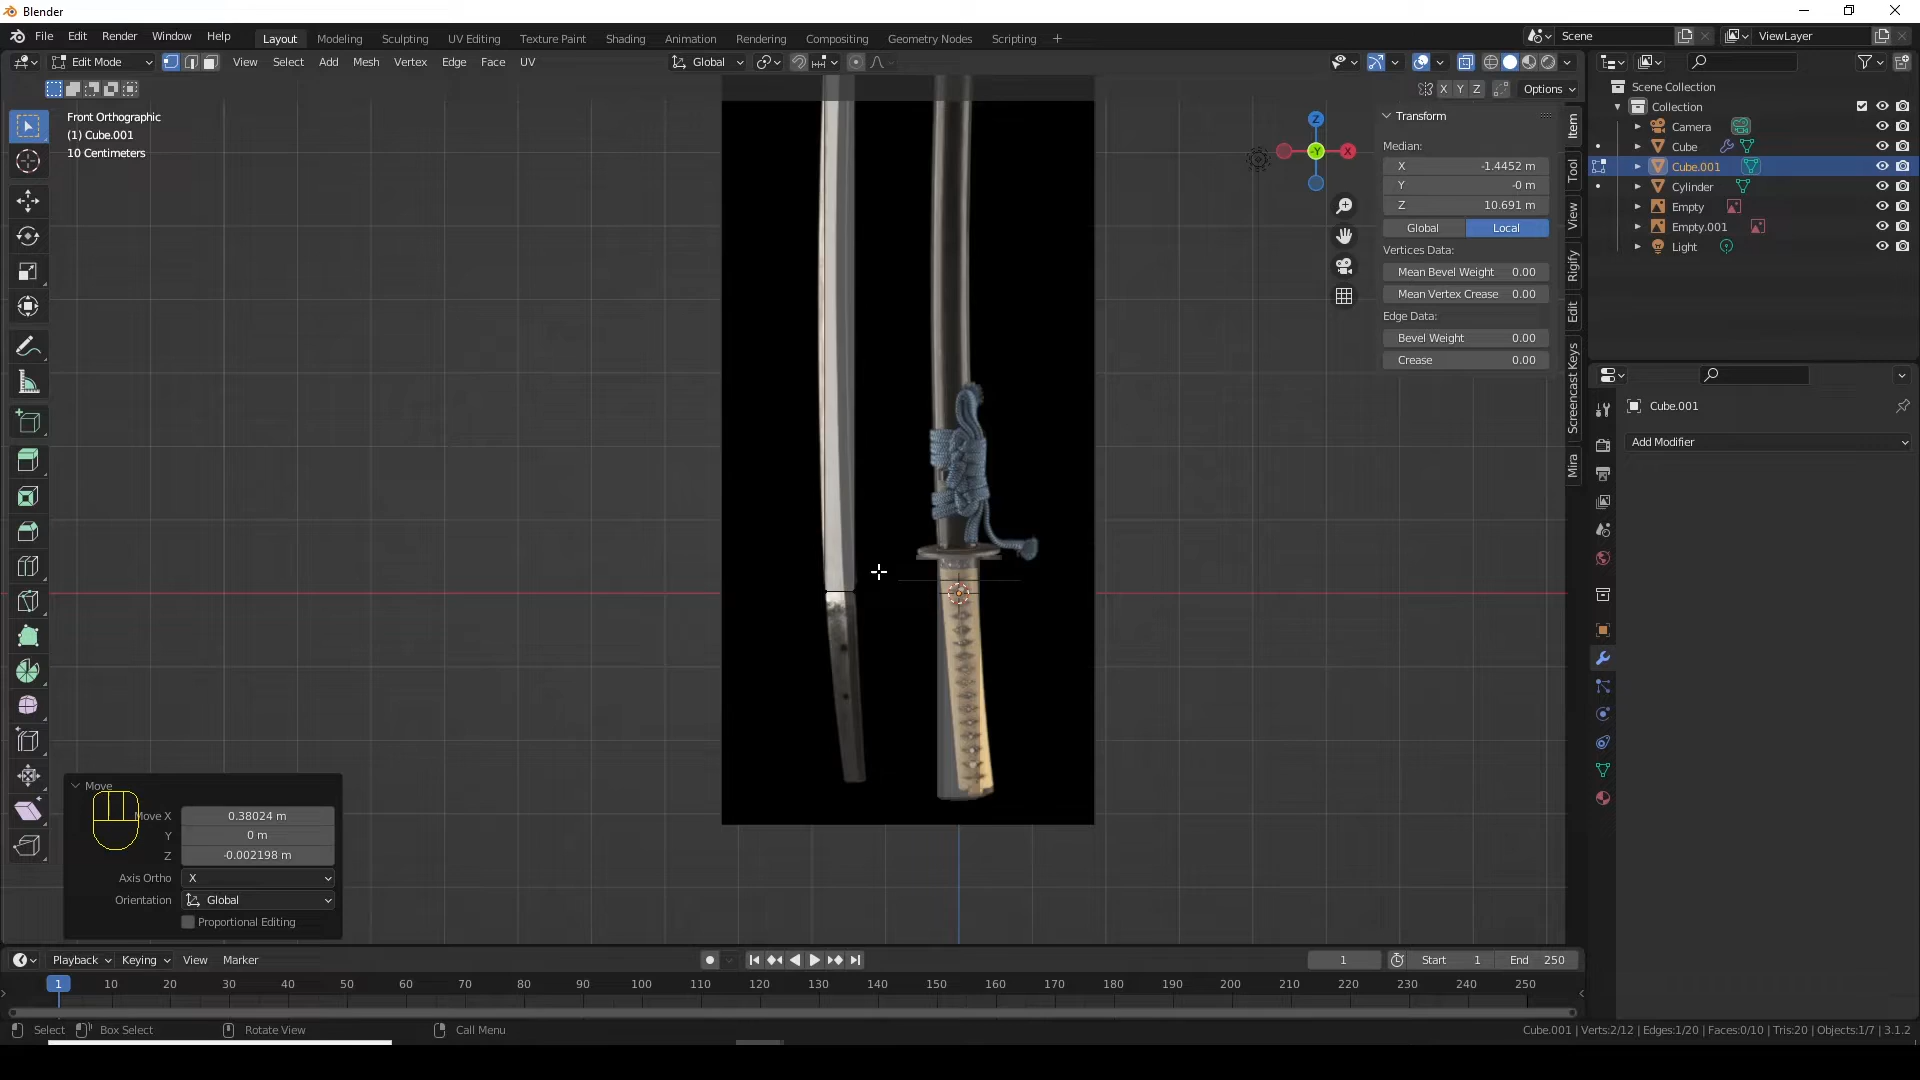 Blender
File Edit Render Window Help Layout Modeling Sculpting UV Editing Texture Paint Shading Animation Rendering Compositing Geometry Nodes Scripting + Scene ViewLayer
Edit Mode View Select Add Mesh Vertex Edge Face UV Global
X Y Z Options
Front Orthographic
(1) Cube.001
10 Centimeters
Z
-Y
X
Transform
Median:
X -1.4452 m
Y -0 m
Z 10.691 m
Global Local
Vertices Data:
Mean Bevel Weight 0.00
Mean Vertex Crease 0.00
Edge Data:
Bevel Weight 0.00
Crease 0.00
Item
Tool
View
Rigify
Edit
Screencast Keys
Mira
Scene Collection
Collection
Camera
Cube
Cube.001
Cylinder
Empty
Empty.001
Light
Cube.001
Add Modifier
Move
Move X 0.38024 m
Y 0 m
Z -0.002198 m
Axis Ortho X
Orientation Global
Proportional Editing
Playback Keying View Marker 1 Start 1 End 250
1 10 20 30 40 50 60 70 80 90 100 110 120 130 140 150 160 170 180 190 200 210 220 230 240 250
Select Box Select Rotate View Call Menu Cube.001 | Verts:2/12 | Edges:1/20 | Faces:0/10 | Tris:20 | Objects:1/7 | 3.1.2